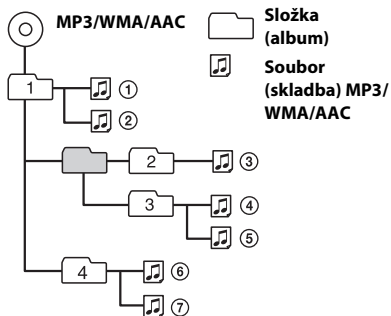 MP3/WMA/AAC
Složka
(album)
Soubor
(skladba) MP3/
WMA/AAC
1
①
②
2
③
3
④
⑤
4
⑥
⑦